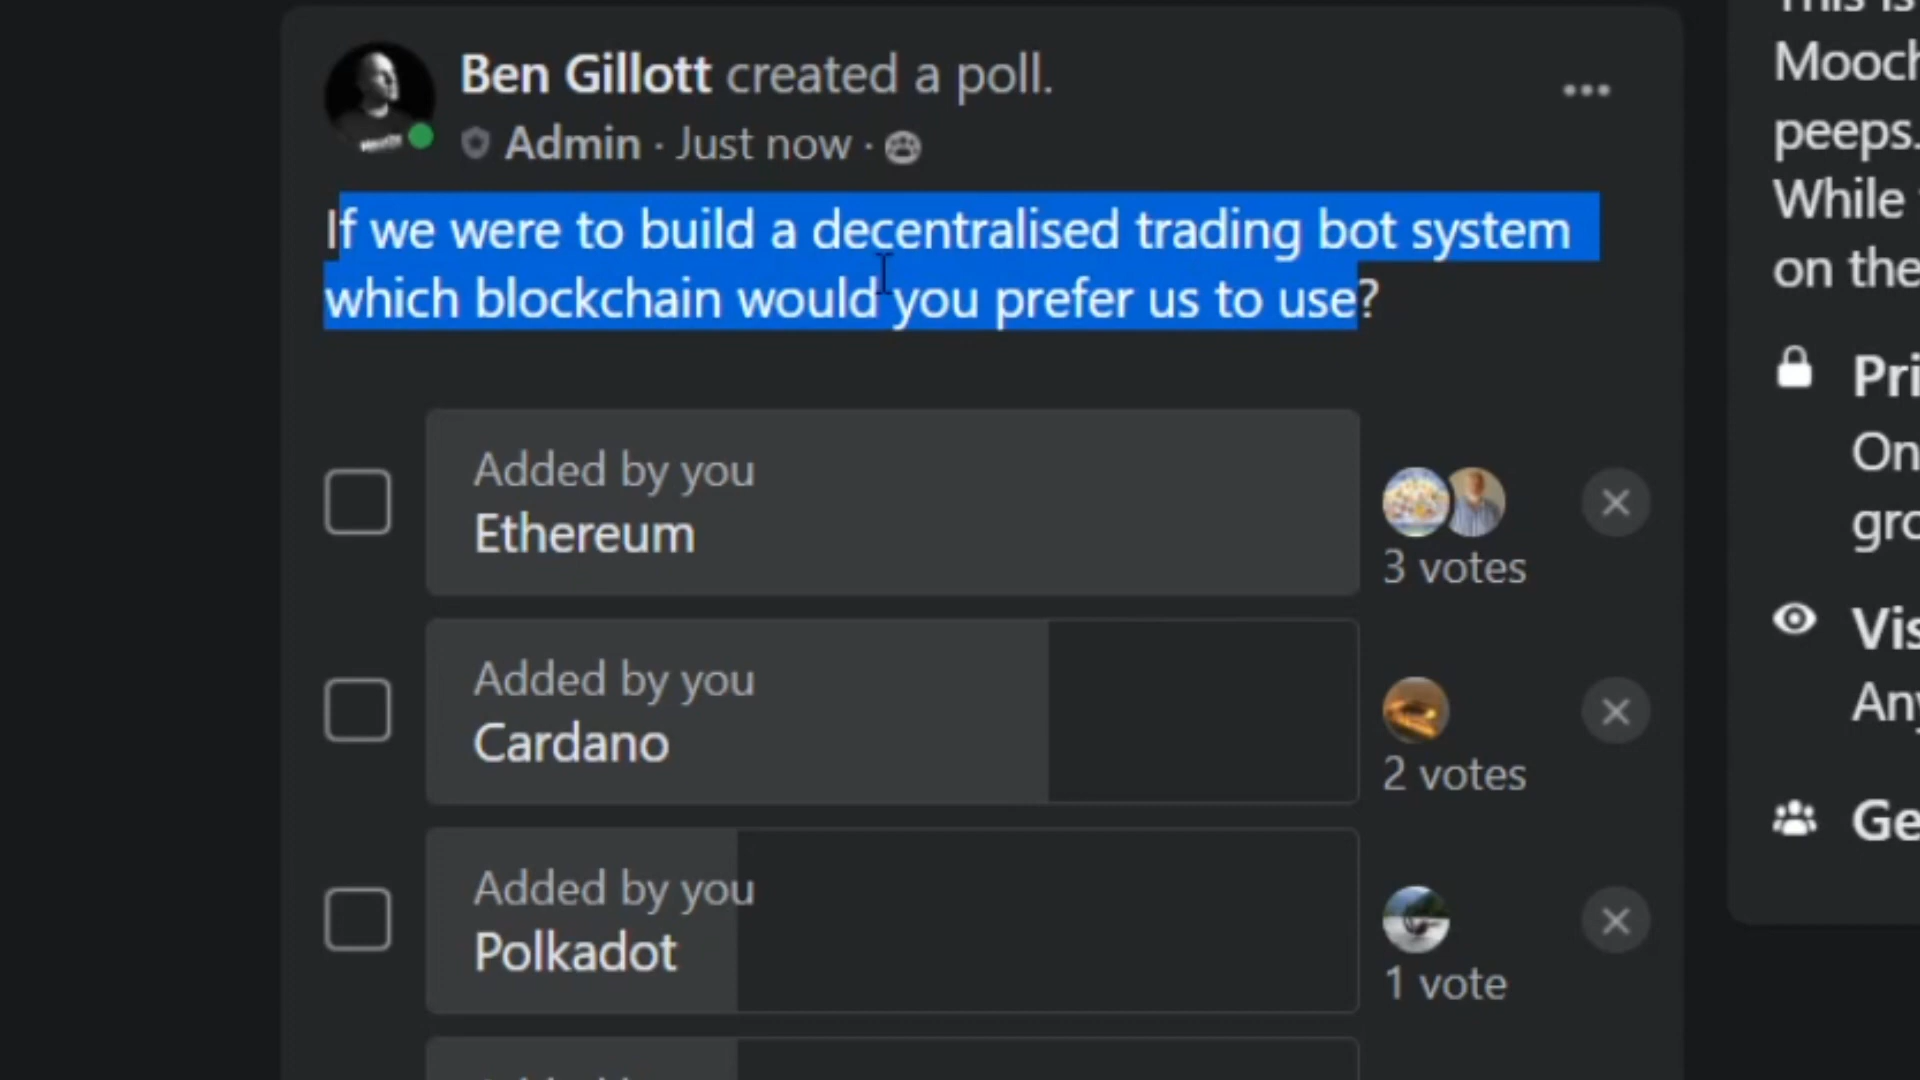 Ben Gillott created a poll.
Admin · Just now ·
If we were to build a decentralised trading bot system
which blockchain would you prefer us to use?
Added by you
Ethereum
3 votes
Added by you
Cardano
2 votes
Added by you
Polkadot
1 vote
This is
Mooch
peeps.
While
on the
Pri
On
gro
Vis
Any
Ge